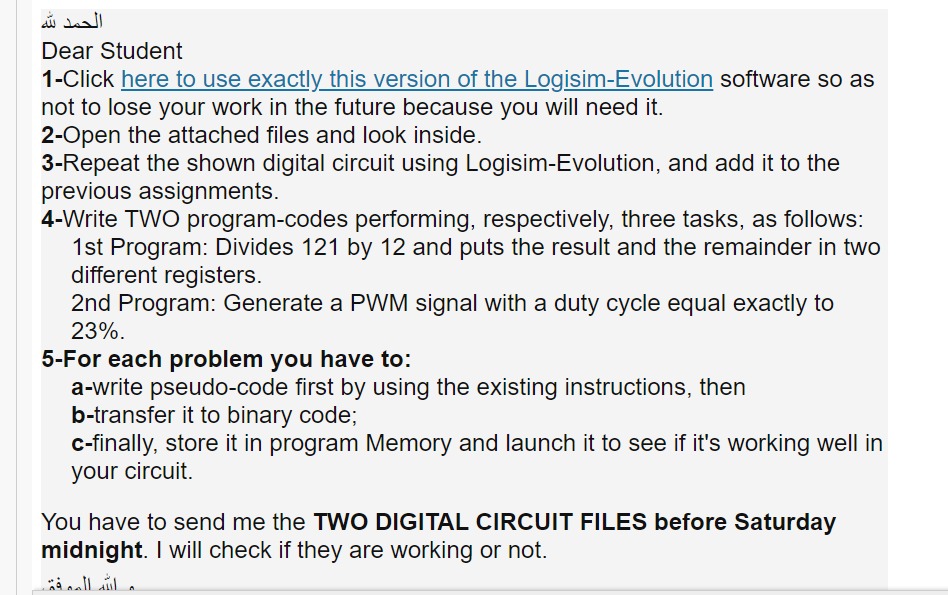 الحمد لله
Dear Student
1-Click here to use exactly this version of the Logisim-Evolution software so as
not to lose your work in the future because you will need it.
2-Open the attached files and look inside.
3-Repeat the shown digital circuit using Logisim-Evolution, and add it to the
previous assignments.
4-Write TWO program-codes performing, respectively, three tasks, as follows:
1st Program: Divides 121 by 12 and puts the result and the remainder in two
different registers.
2nd Program: Generate a PWM signal with a duty cycle equal exactly to
23%.
5-For each problem you have to:
a-write pseudo-code first by using the existing instructions, then
b-transfer it to binary code;
c-finally, store it in program Memory and launch it to see if it's working well in
your circuit.
You have to send me the TWO DIGITAL CIRCUIT FILES before Saturday
midnight. I will check if they are working or not.
و الله الموفق